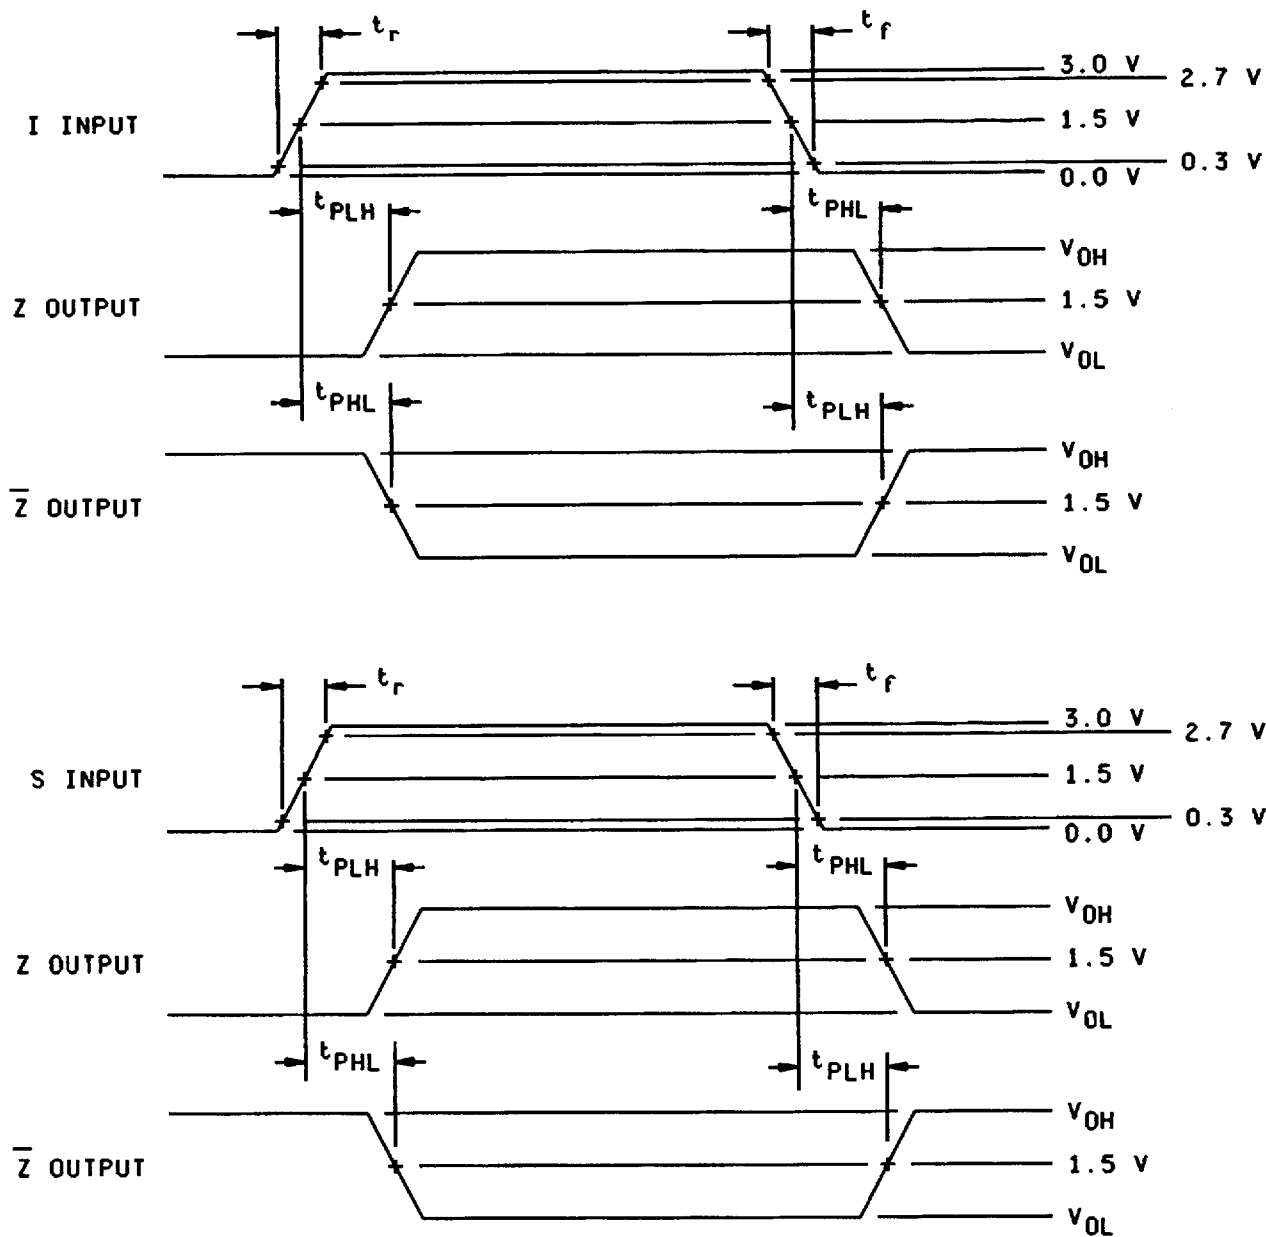 t_r t_f
3.0 V
2.7 V
I INPUT
1.5 V
0.3 V
0.0 V
t_PLH t_PHL
V_OH
Z OUTPUT
1.5 V
V_OL
t_PHL t_PLH
V_OH
Z̅ OUTPUT
1.5 V
V_OL
t_r t_f
3.0 V
2.7 V
S INPUT
1.5 V
0.3 V
0.0 V
t_PLH t_PHL
V_OH
Z OUTPUT
1.5 V
V_OL
t_PHL t_PLH
V_OH
Z̅ OUTPUT
1.5 V
V_OL